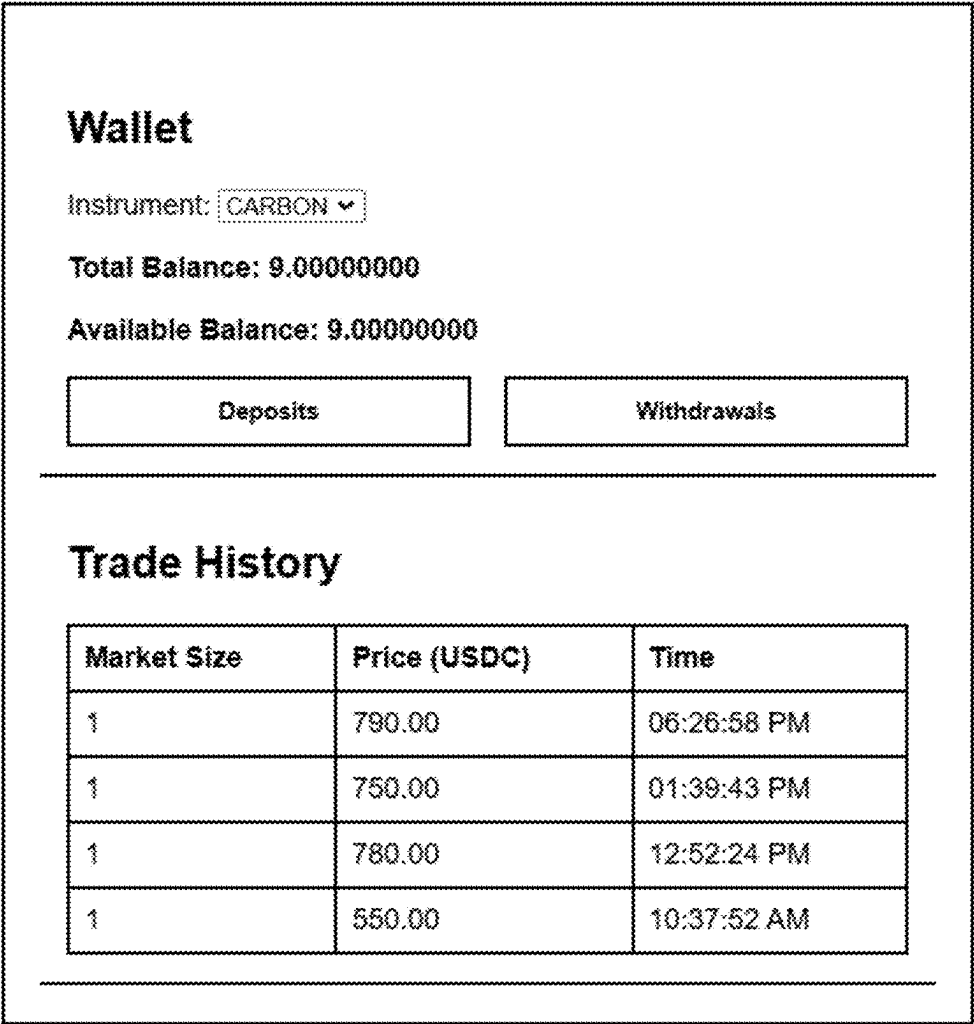 Wallet
Instrument: CARBON
Total Balance: 9.00000000
Available Balance: 9.00000000
Deposits Withdrawals
Trade History
Market Size Price (USDC) Time
1 790.00 06:26:58 PM
1 750.00 01:39:43 PM
1 780.00 12:52:24 PM
1 550.00 10:37:52 AM